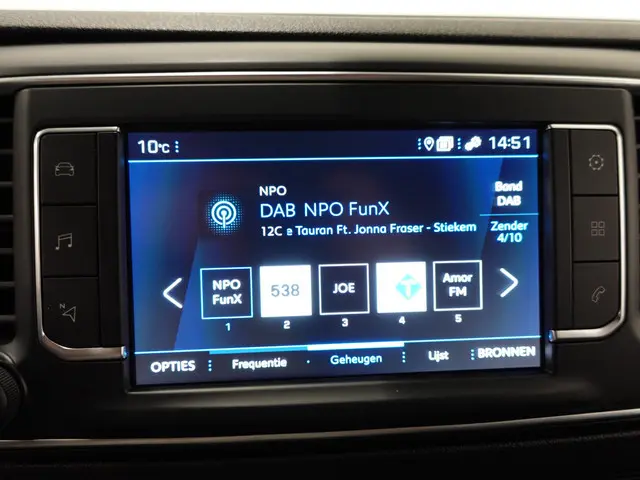 10°C
14:51
NPO
DAB NPO FunX
12C e Tauran Ft. Jonna Fraser - Stiekem
Band
DAB
Zender
4/10
NPO
FunX
538
JOE
T
Amor
FM
1
2
3
4
5
OPTIES
Frequentie
Geheugen
Lijst
BRONNEN
N